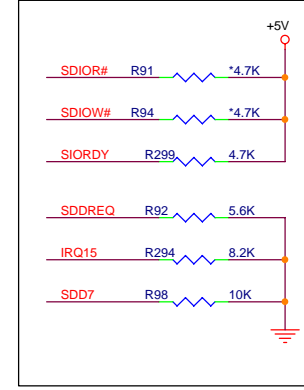 +5V
SDIOR# R91 *4.7K
SDIOW# R94 *4.7K
SIORDY R299 4.7K
SDDREQ R92 5.6K
IRQ15 R294 8.2K
SDD7 R98 10K